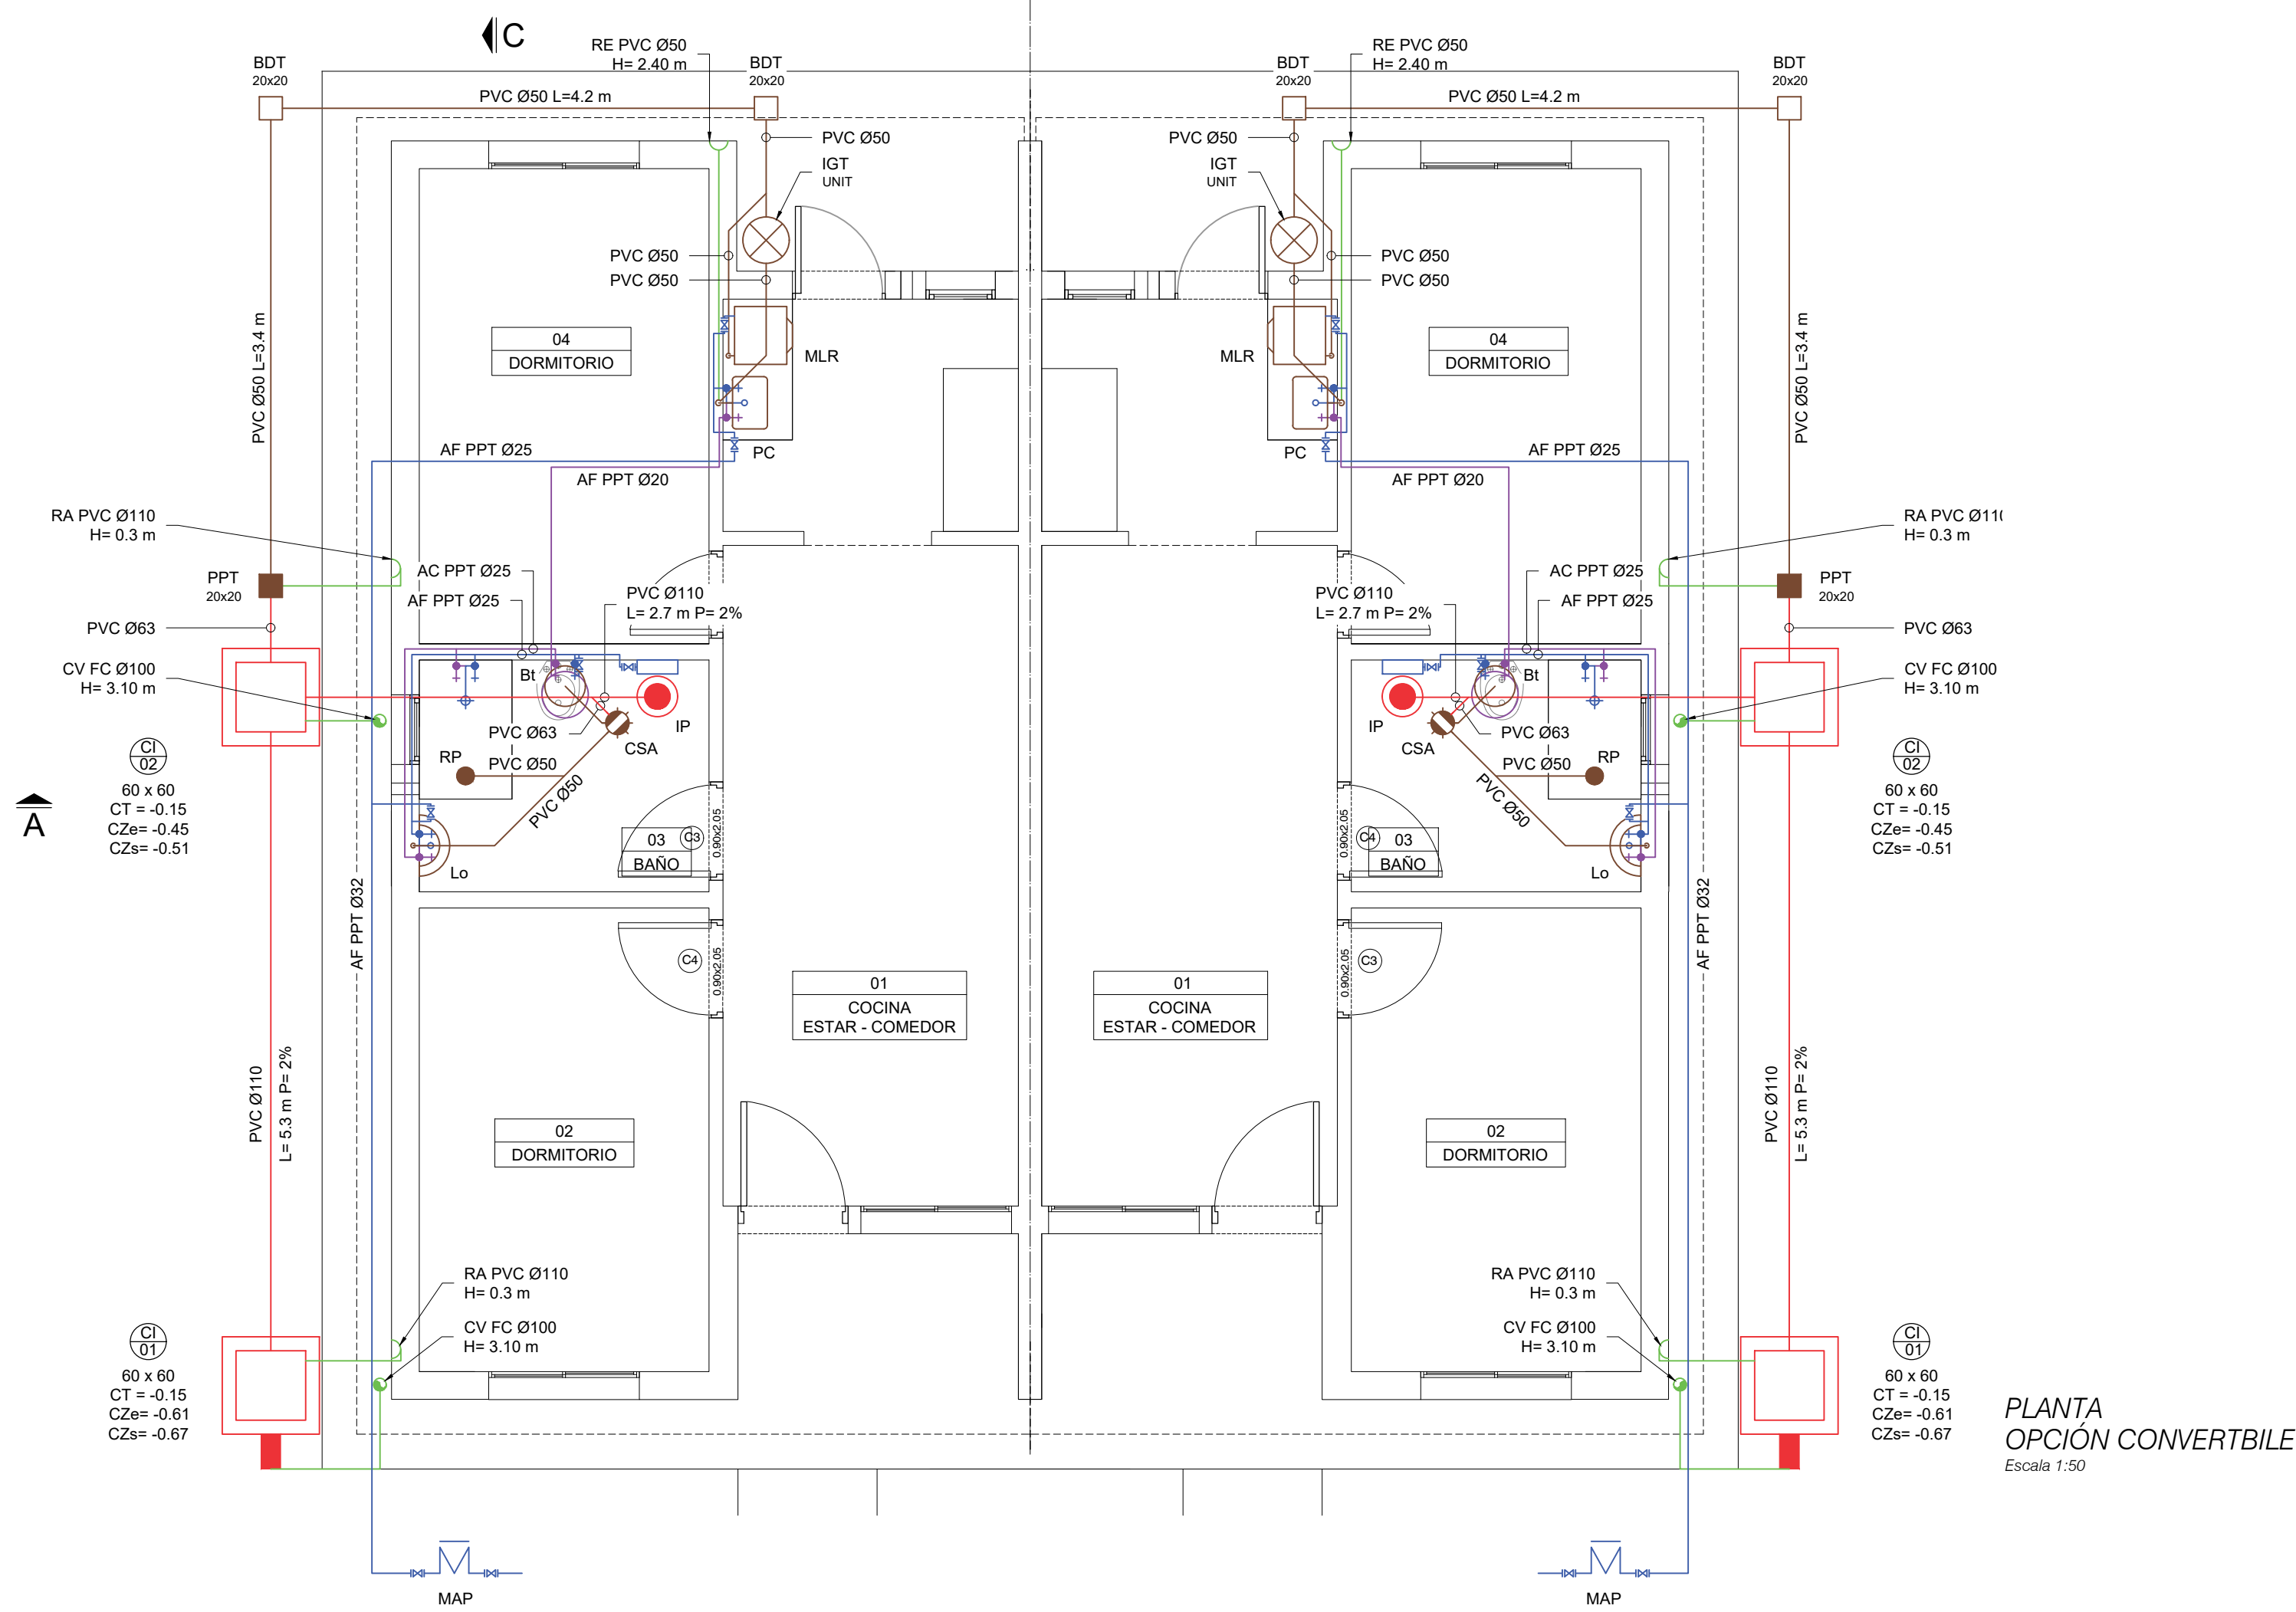 C
RE PVC Ø50
H= 2.40 m
RE PVC Ø50
H= 2.40 m
BDT
20x20
BDT
20x20
BDT
20x20
BDT
20x20
PVC Ø50 L=4.2 m
PVC Ø50 L=4.2 m
PVC Ø50
IGT
UNIT
PVC Ø50
IGT
UNIT
PVC Ø50
PVC Ø50
PVC Ø50
PVC Ø50
PVC Ø50 L=3.4 m
04
DORMITORIO
MLR
MLR
04
DORMITORIO
PVC Ø50 L=3.4 m
AF PPT Ø25
PC
PC
AF PPT Ø25
AF PPT Ø20
AF PPT Ø20
RA PVC Ø110
H= 0.3 m
RA PVC Ø11
H= 0.3 m
PPT
20x20
AC PPT Ø25
AF PPT Ø25
PVC Ø110
L= 2.7 m P= 2%
PVC Ø110
L= 2.7 m P= 2%
AC PPT Ø25
AF PPT Ø25
PPT
20x20
PVC Ø63
PVC Ø63
CV FC Ø100
H= 3.10 m
CV FC Ø100
H= 3.10 m
Bt
Bt
PVC Ø63
IP
CSA
IP
CSA
PVC Ø63
RP
PVC Ø50
PVC Ø50
PVC Ø50
RP
PVC Ø50
CI
02
60 x 60
CT = -0.15
CZe= -0.45
CZs= -0.51
CI
02
60 x 60
CT = -0.15
CZe= -0.45
CZs= -0.51
A
03
BAÑO
C3
0.90x2.05
0.90x2.05
C4
03
BAÑO
Lo
Lo
AF PPT Ø32
AF PPT Ø32
C4
0.90x2.05
0.90x2.05
C3
01
COCINA
ESTAR - COMEDOR
01
COCINA
ESTAR - COMEDOR
PVC Ø110
L= 5.3 m P= 2%
02
DORMITORIO
02
DORMITORIO
PVC Ø110
L= 5.3 m P= 2%
RA PVC Ø110
H= 0.3 m
CV FC Ø100
H= 3.10 m
RA PVC Ø110
H= 0.3 m
CV FC Ø100
H= 3.10 m
CI
01
60 x 60
CT = -0.15
CZe= -0.61
CZs= -0.67
CI
01
60 x 60
CT = -0.15
CZe= -0.61
CZs= -0.67
PLANTA
OPCIÓN CONVERTBILE
Escala 1:50
MAP
MAP